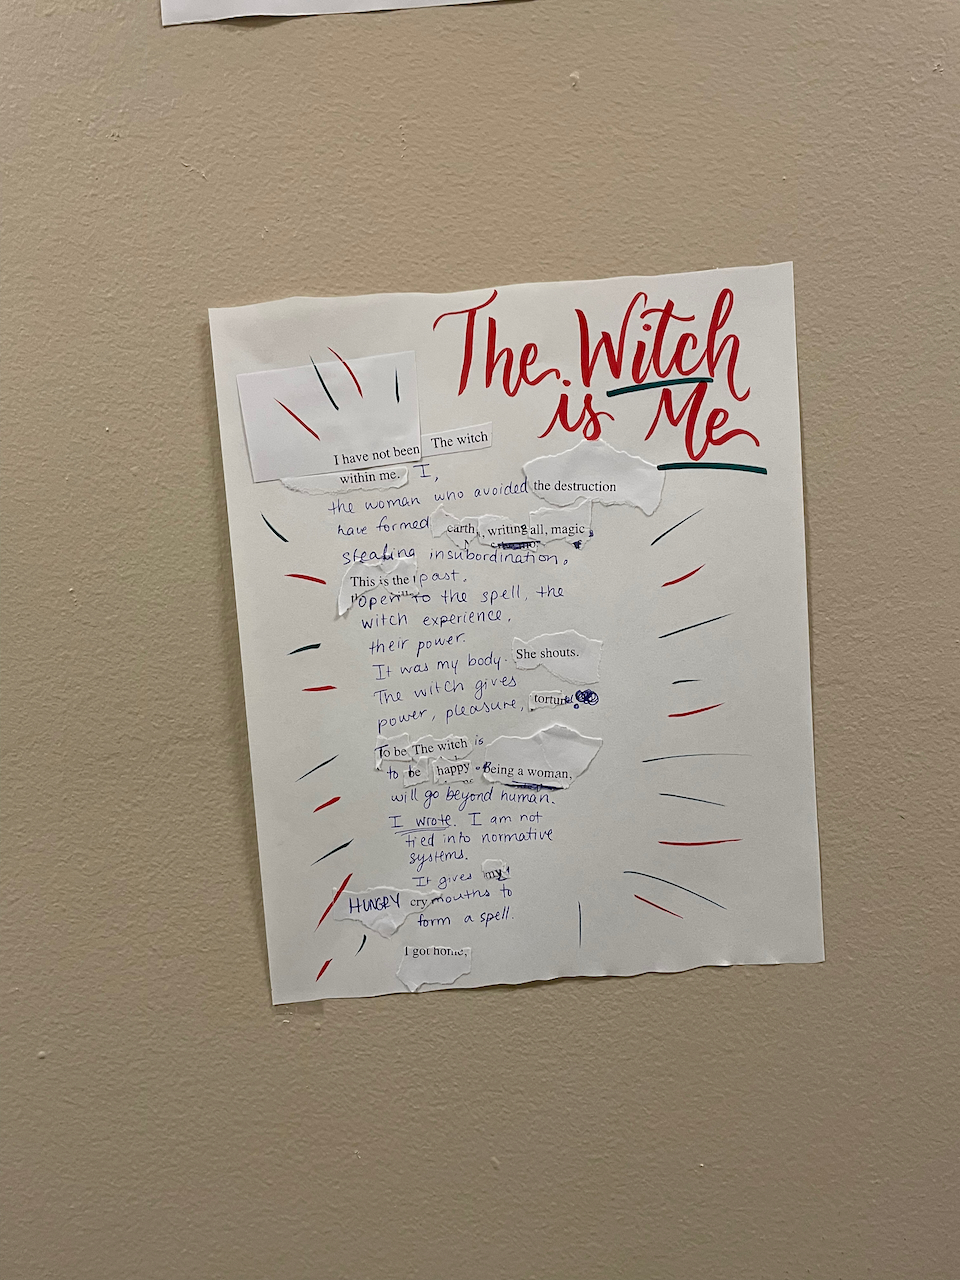 The Witch
is Me
I have not been The witch
within me. I,
the woman who avoided the destruction
have formed earth, writing all, magic
stealing insubordination.
This is the past.
open to the spell, the
witch experience,
their power.
It was my body. She shouts.
The witch gives
power, pleasure, torture
To be The witch is
to be happy. Being a woman,
will go beyond human.
I wrote. I am not
tied into normative
systems.
It gives my
HUNGRY cry mouths to
form a spell.
I got home,